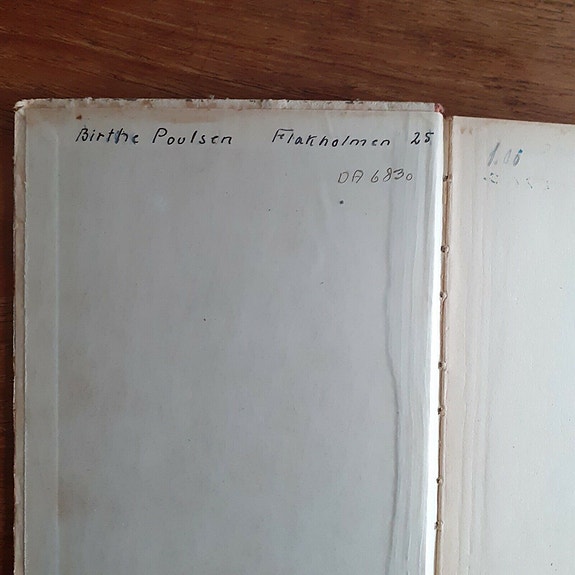 Birthe Poulsen Flakholmen 25
DA 6830
1.00